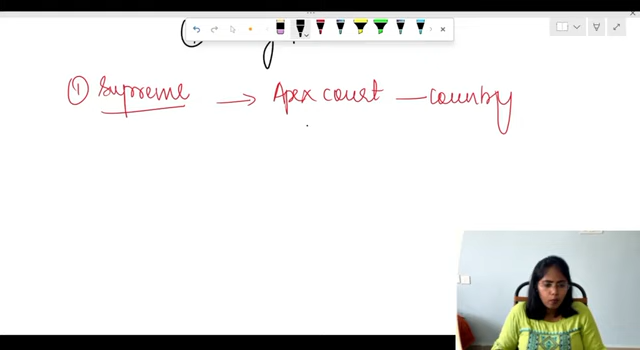 ① Supreme → Apex court — country